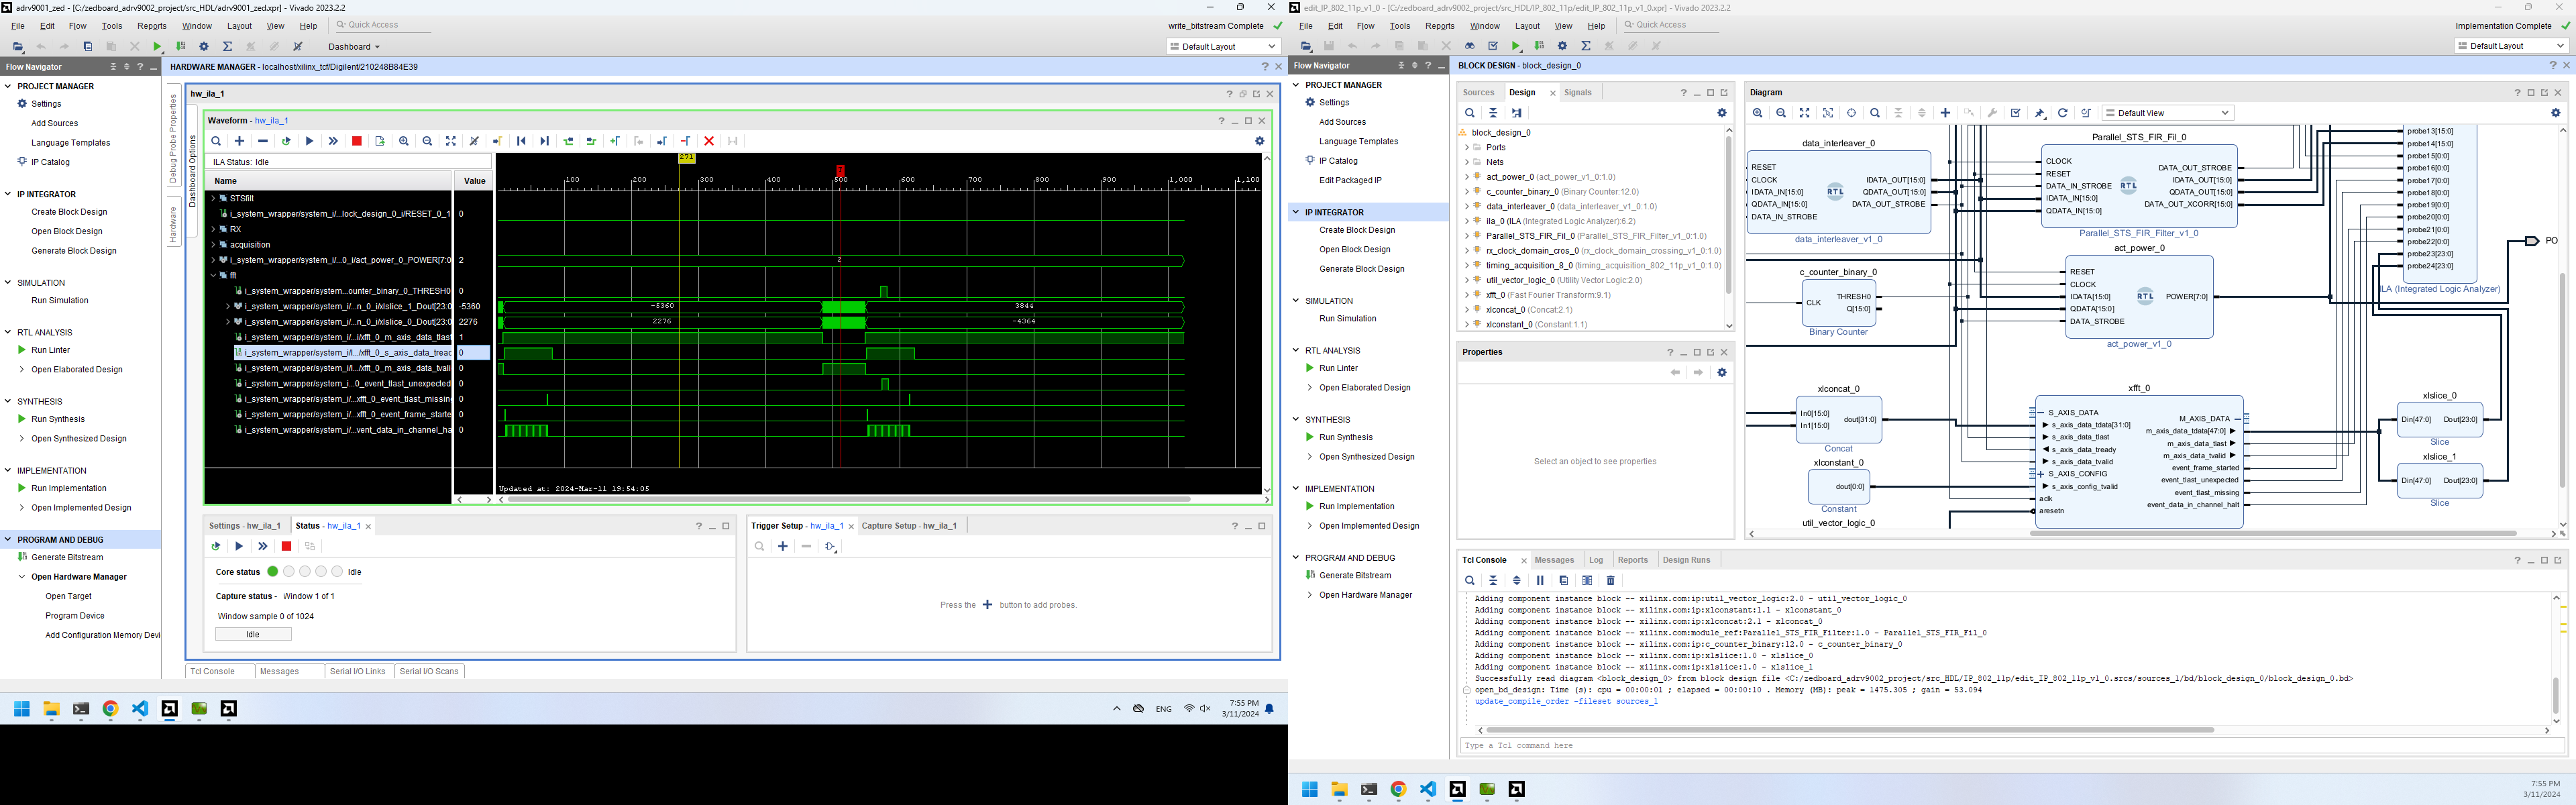 adrv9001_zed - [C:/zedboard_adrv9002_project/src_HDL/adrv9001_zed.xpr] - Vivado 2023.2.2
File Edit Flow Tools Reports Window Layout View Help Quick Access
write_bitstream Complete
Dashboard
Default Layout
Flow Navigator
PROJECT MANAGER
Settings
Add Sources
Language Templates
IP Catalog
IP INTEGRATOR
Create Block Design
Open Block Design
Generate Block Design
SIMULATION
Run Simulation
RTL ANALYSIS
Run Linter
Open Elaborated Design
SYNTHESIS
Run Synthesis
Open Synthesized Design
IMPLEMENTATION
Run Implementation
Open Implemented Design
PROGRAM AND DEBUG
Generate Bitstream
Open Hardware Manager
Open Target
Program Device
Add Configuration Memory Devi
HARDWARE MANAGER - localhost/xilinx_tcf/Digilent/210248B84E39
Debug Probe Properties
Hardware
Dashboard Options
hw_ila_1
Waveform - hw_ila_1
ILA Status: Idle
Name Value
STSfilt
i_system_wrapper/system_i/...lock_design_0_i/RESET_0_1 0
RX
acquisition
i_system_wrapper/system_i/...0_i/act_power_0_POWER[7:0 2
fft
i_system_wrapper/system...ounter_binary_0_THRESH0 0
i_system_wrapper/system_i/...n_0_i/xlslice_1_Dout[23:0 -5360
i_system_wrapper/system_i/...n_0_i/xlslice_0_Dout[23:0 2276
i_system_wrapper/system_i/...i/xfft_0_m_axis_data_tlast 1
i_system_wrapper/system_i/i.../xfft_0_s_axis_data_treac 0
i_system_wrapper/system_i/i.../xfft_0_m_axis_data_tvali 0
i_system_wrapper/system_i...0_event_tlast_unexpected 0
i_system_wrapper/system_i/...xfft_0_event_tlast_missin 0
i_system_wrapper/system_i/...xfft_0_event_frame_starte 0
i_system_wrapper/system_i/...vent_data_in_channel_ha 0
271
100 200 300 400 500 600 700 800 900 1,000 1,100
2
-5360 3844
2276 -4364
Updated at: 2024-Mar-11 19:54:05
Settings - hw_ila_1 Status - hw_ila_1
Core status Idle
Capture status - Window 1 of 1
Window sample 0 of 1024
Idle
Trigger Setup - hw_ila_1 Capture Setup - hw_ila_1
Press the + button to add probes.
Tcl Console Messages Serial I/O Links Serial I/O Scans
ENG
7:55 PM
3/11/2024
edit_IP_802_11p_v1_0 - [C:/zedboard_adrv9002_project/src_HDL/IP_802_11p/edit_IP_802_11p_v1_0.xpr] - Vivado 2023.2.2
File Edit Flow Tools Reports Window Layout View Help Quick Access
Implementation Complete
Default Layout
Flow Navigator
PROJECT MANAGER
Settings
Add Sources
Language Templates
IP Catalog
Edit Packaged IP
IP INTEGRATOR
Create Block Design
Open Block Design
Generate Block Design
SIMULATION
Run Simulation
RTL ANALYSIS
Run Linter
Open Elaborated Design
SYNTHESIS
Run Synthesis
Open Synthesized Design
IMPLEMENTATION
Run Implementation
Open Implemented Design
PROGRAM AND DEBUG
Generate Bitstream
Open Hardware Manager
BLOCK DESIGN - block_design_0
Sources Design Signals
block_design_0
Ports
Nets
act_power_0 (act_power_v1_0:1.0)
c_counter_binary_0 (Binary Counter:12.0)
data_interleaver_0 (data_interleaver_v1_0:1.0)
ila_0 (ILA (Integrated Logic Analyzer):6.2)
Parallel_STS_FIR_Fil_0 (Parallel_STS_FIR_Filter_v1_0:1.0)
rx_clock_domain_cros_0 (rx_clock_domain_crossing_v1_0:1.0)
timing_acquisition_8_0 (timing_acquisition_802_11p_v1_0:1.0)
util_vector_logic_0 (Utility Vector Logic:2.0)
xfft_0 (Fast Fourier Transform:9.1)
xlconcat_0 (Concat:2.1)
xlconstant_0 (Constant:1.1)
Properties
Select an object to see properties
Diagram
Default View
data_interleaver_0
RESET
CLOCK
IDATA_IN[15:0]
QDATA_IN[15:0]
DATA_IN_STROBE
IDATA_OUT[15:0]
QDATA_OUT[15:0]
DATA_OUT_STROBE
RTL
data_interleaver_v1_0
Parallel_STS_FIR_Fil_0
CLOCK
RESET
DATA_IN_STROBE
IDATA_IN[15:0]
QDATA_IN[15:0]
DATA_OUT_STROBE
IDATA_OUT[15:0]
QDATA_OUT[15:0]
DATA_OUT_XCORR[15:0]
RTL
Parallel_STS_FIR_Filter_v1_0
probe13[15:0]
probe14[15:0]
probe15[0:0]
probe16[0:0]
probe17[0:0]
probe18[0:0]
probe19[0:0]
probe20[0:0]
probe21[0:0]
probe22[0:0]
probe23[23:0]
probe24[23:0]
ILA (Integrated Logic Analyzer)
PO
c_counter_binary_0
CLK
THRESH0
Q[15:0]
Binary Counter
act_power_0
RESET
CLOCK
IDATA[15:0]
QDATA[15:0]
DATA_STROBE
POWER[7:0]
RTL
act_power_v1_0
xlconcat_0
In0[15:0]
In1[15:0]
dout[31:0]
Concat
xlconstant_0
dout[0:0]
Constant
util_vector_logic_0
xfft_0
S_AXIS_DATA
s_axis_data_tdata[31:0]
s_axis_data_tlast
s_axis_data_tready
s_axis_data_tvalid
S_AXIS_CONFIG
s_axis_config_tvalid
aclk
aresetn
M_AXIS_DATA
m_axis_data_tdata[47:0]
m_axis_data_tlast
m_axis_data_tvalid
event_frame_started
event_tlast_unexpected
event_tlast_missing
event_data_in_channel_halt
xlslice_0
Din[47:0] Dout[23:0]
Slice
xlslice_1
Din[47:0] Dout[23:0]
Slice
Tcl Console Messages Log Reports Design Runs
Adding component instance block -- xilinx.com:ip:util_vector_logic:2.0 - util_vector_logic_0
Adding component instance block -- xilinx.com:ip:xlconstant:1.1 - xlconstant_0
Adding component instance block -- xilinx.com:ip:xlconcat:2.1 - xlconcat_0
Adding component instance block -- xilinx.com:module_ref:Parallel_STS_FIR_Filter:1.0 - Parallel_STS_FIR_Fil_0
Adding component instance block -- xilinx.com:ip:c_counter_binary:12.0 - c_counter_binary_0
Adding component instance block -- xilinx.com:ip:xlslice:1.0 - xlslice_0
Adding component instance block -- xilinx.com:ip:xlslice:1.0 - xlslice_1
Successfully read diagram <block_design_0> from block design file <C:/zedboard_adrv9002_project/src_HDL/IP_802_11p/edit_IP_802_11p_v1_0.srcs/sources_1/bd/block_design_0/block_design_0.bd>
open_bd_design: Time (s): cpu = 00:00:01 ; elapsed = 00:00:10 . Memory (MB): peak = 1475.305 ; gain = 53.094
update_compile_order -fileset sources_1
Type a Tcl command here
7:55 PM
3/11/2024